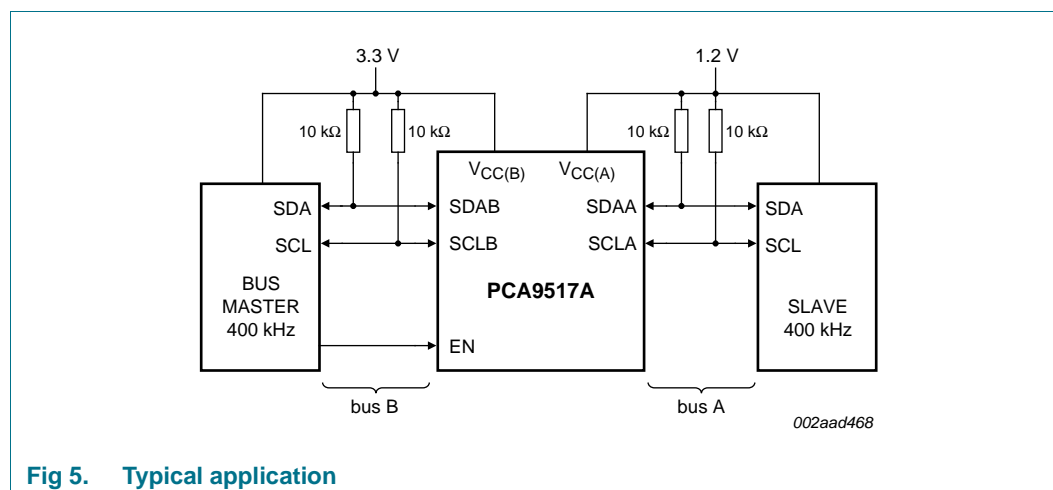 3.3 V
1.2 V
10 kΩ
10 kΩ
10 kΩ
10 kΩ
VCC(B)
VCC(A)
SDA
SDAB
SDAA
SDA
SCL
SCLB
SCLA
SCL
PCA9517A
BUS
MASTER
400 kHz
SLAVE
400 kHz
EN
bus B
bus A
002aad468
Fig 5. Typical application